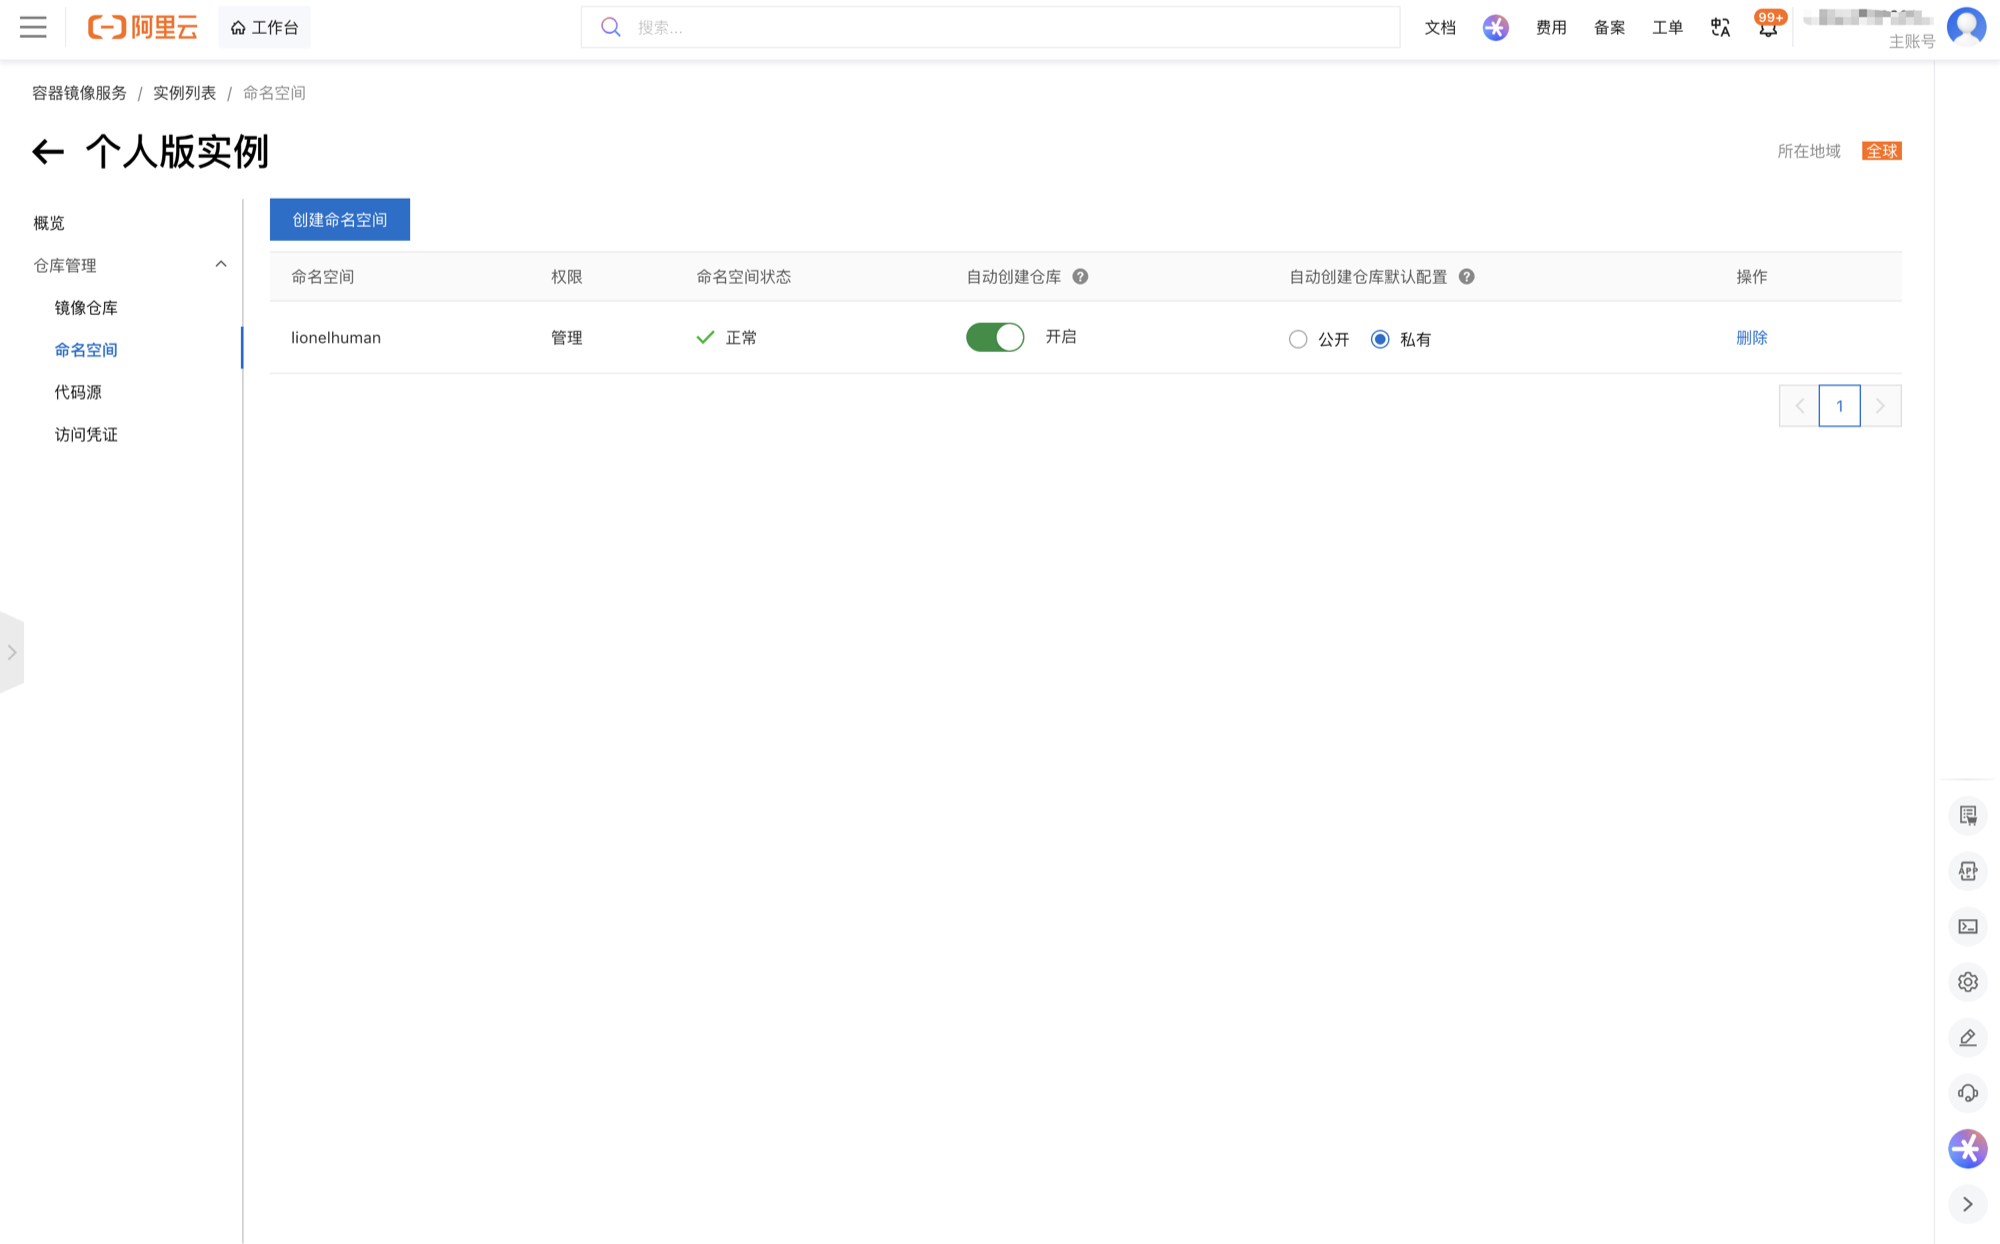 阿里云
工作台
搜索...
文档
费用
备案
工单
99+
主账号
容器镜像服务 / 实例列表 / 命名空间
个人版实例
所在地域 全球
概览
仓库管理
镜像仓库
命名空间
代码源
访问凭证
创建命名空间
命名空间 权限 命名空间状态 自动创建仓库 自动创建仓库默认配置 操作
lionelhuman 管理 正常 开启 公开 私有 删除
1
APP